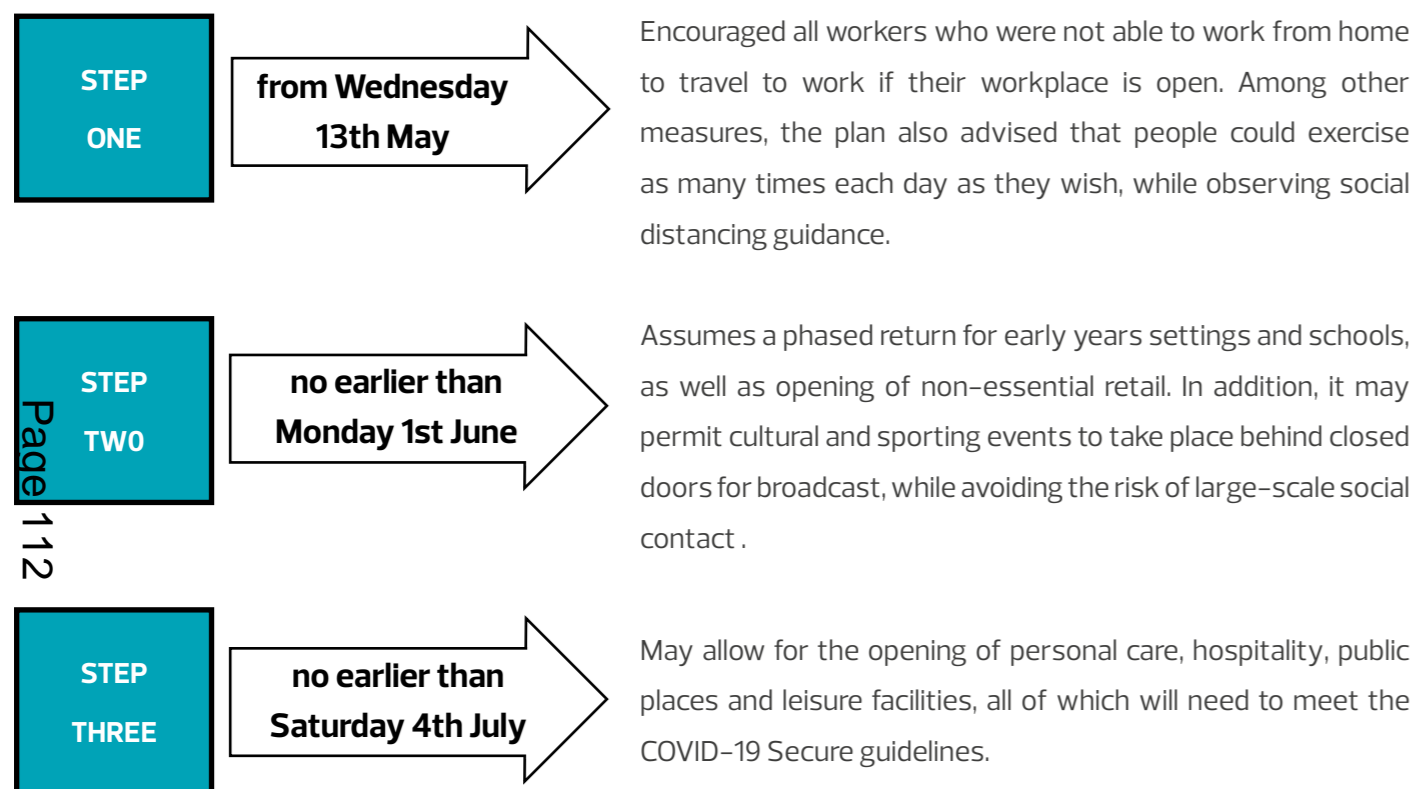 STEP
ONE
from Wednesday
13th May
Encouraged all workers who were not able to work from home
to travel to work if their workplace is open. Among other
measures, the plan also advised that people could exercise
as many times each day as they wish, while observing social
distancing guidance.
STEP
TW0
no earlier than
Monday 1st June
Assumes a phased return for early years settings and schools,
as well as opening of non-essential retail. In addition, it may
permit cultural and sporting events to take place behind closed
doors for broadcast, while avoiding the risk of large-scale social
contact .
Page 112
STEP
THREE
no earlier than
Saturday 4th July
May allow for the opening of personal care, hospitality, public
places and leisure facilities, all of which will need to meet the
COVID-19 Secure guidelines.